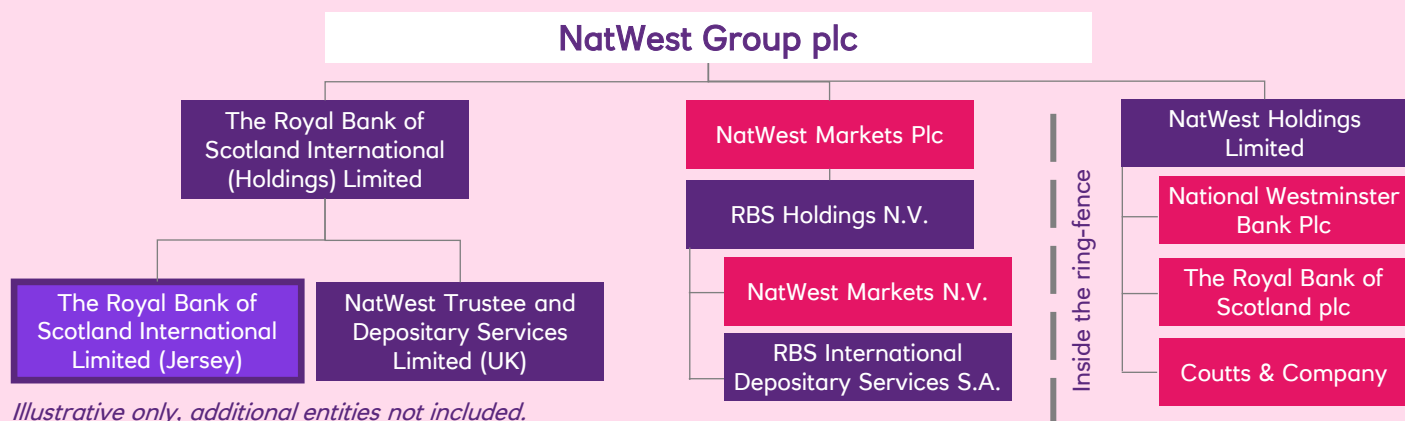 NatWest Group plc
The Royal Bank of
Scotland International
(Holdings) Limited
The Royal Bank of
Scotland International
Limited (Jersey)
NatWest Trustee and
Depositary Services
Limited (UK)
NatWest Markets Plc
RBS Holdings N.V.
NatWest Markets N.V.
RBS International
Depositary Services S.A.
Inside the ring-fence
NatWest Holdings
Limited
National Westminster
Bank Plc
The Royal Bank of
Scotland plc
Coutts & Company
Illustrative only, additional entities not included.